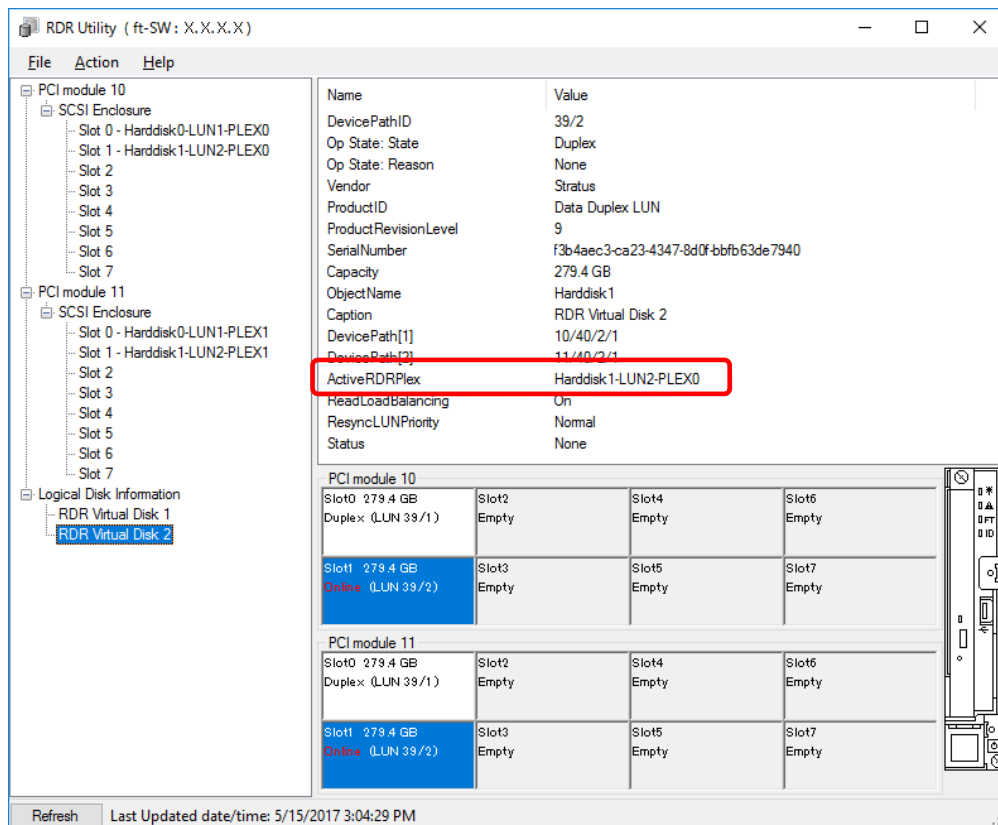 RDR Utility ( ft-SW : X.X.X.X )
File Action Help
PCI module 10
SCSI Enclosure
Slot 0 - Harddisk0-LUN1-PLEX0
Slot 1 - Harddisk1-LUN2-PLEX0
Slot 2
Slot 3
Slot 4
Slot 5
Slot 6
Slot 7
PCI module 11
SCSI Enclosure
Slot 0 - Harddisk0-LUN1-PLEX1
Slot 1 - Harddisk1-LUN2-PLEX1
Slot 2
Slot 3
Slot 4
Slot 5
Slot 6
Slot 7
Logical Disk Information
RDR Virtual Disk 1
RDR Virtual Disk 2
Name Value
DevicePathID 39/2
Op State: State Duplex
Op State: Reason None
Vendor Stratus
ProductID Data Duplex LUN
ProductRevisionLevel 9
SerialNumber f3b4aec3-ca23-4347-8d0f-bbfb63de7940
Capacity 279.4 GB
ObjectName Harddisk1
Caption RDR Virtual Disk 2
DevicePath[1] 10/40/2/1
DevicePath[2] 11/40/2/1
ActiveRDRPlex Harddisk1-LUN2-PLEX0
ReadLoadBalancing On
ResyncLUNPriority Normal
Status None
PCI module 10
Slot0 279.4 GB Slot2 Slot4 Slot6
Duplex (LUN 39/1) Empty Empty Empty
Slot1 279.4 GB Slot3 Slot5 Slot7
Online (LUN 39/2) Empty Empty Empty
PCI module 11
Slot0 279.4 GB Slot2 Slot4 Slot6
Duplex (LUN 39/1) Empty Empty Empty
Slot1 279.4 GB Slot3 Slot5 Slot7
Online (LUN 39/2) Empty Empty Empty
FT
ID
Refresh Last Updated date/time: 5/15/2017 3:04:29 PM